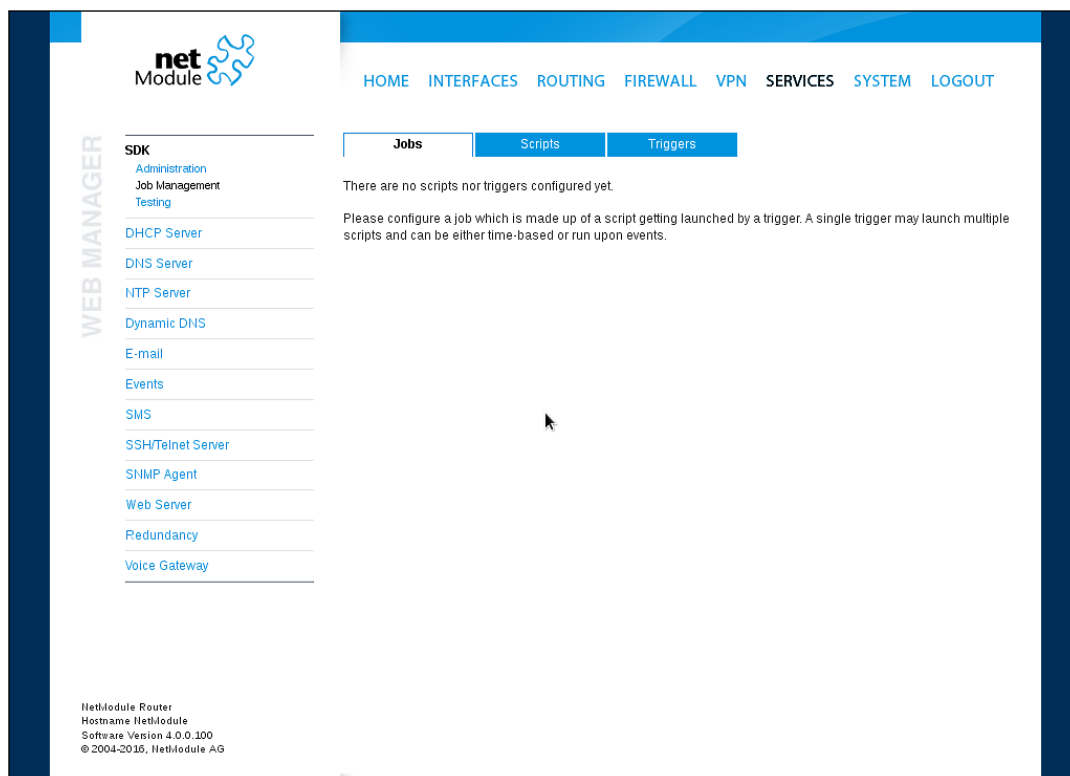 net
Module
HOME INTERFACES ROUTING FIREWALL VPN SERVICES SYSTEM LOGOUT
WEB MANAGER
SDK
Administration
Job Management
Testing
DHCP Server
DNS Server
NTP Server
Dynamic DNS
E-mail
Events
SMS
SSH/Telnet Server
SNMP Agent
Web Server
Redundancy
Voice Gateway
Jobs Scripts Triggers
There are no scripts nor triggers configured yet.
Please configure a job which is made up of a script getting launched by a trigger. A single trigger may launch multiple
scripts and can be either time-based or run upon events.
NetModule Router
Hostname NetModule
Software Version 4.0.0.100
© 2004-2016, NetModule AG